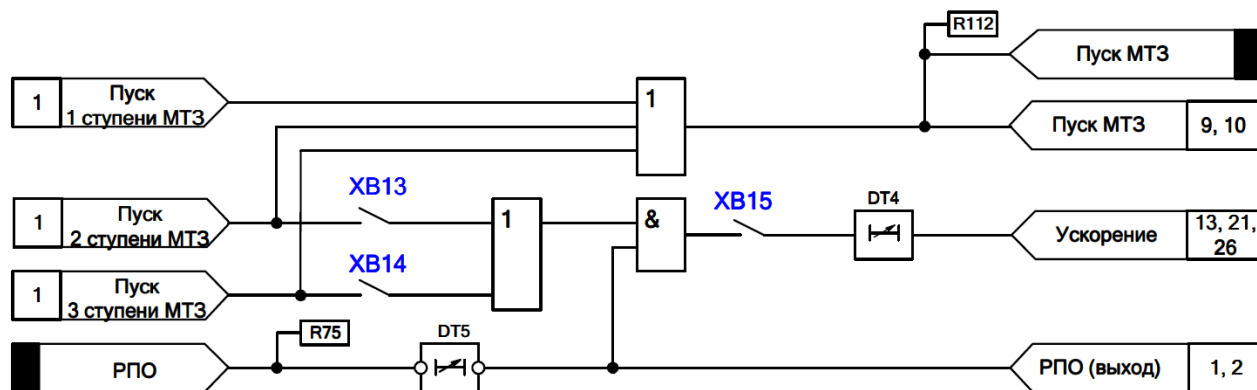 R112
Пуск МТЗ
1
Пуск
1 ступени МТЗ
1
Пуск МТЗ
9, 10
XB13
1
Пуск
2 ступени МТЗ
1
&
XB15
DT4
Ускорение
13, 21,
26
XB14
1
Пуск
3 ступени МТЗ
R75
DT5
РПО
РПО (выход)
1, 2